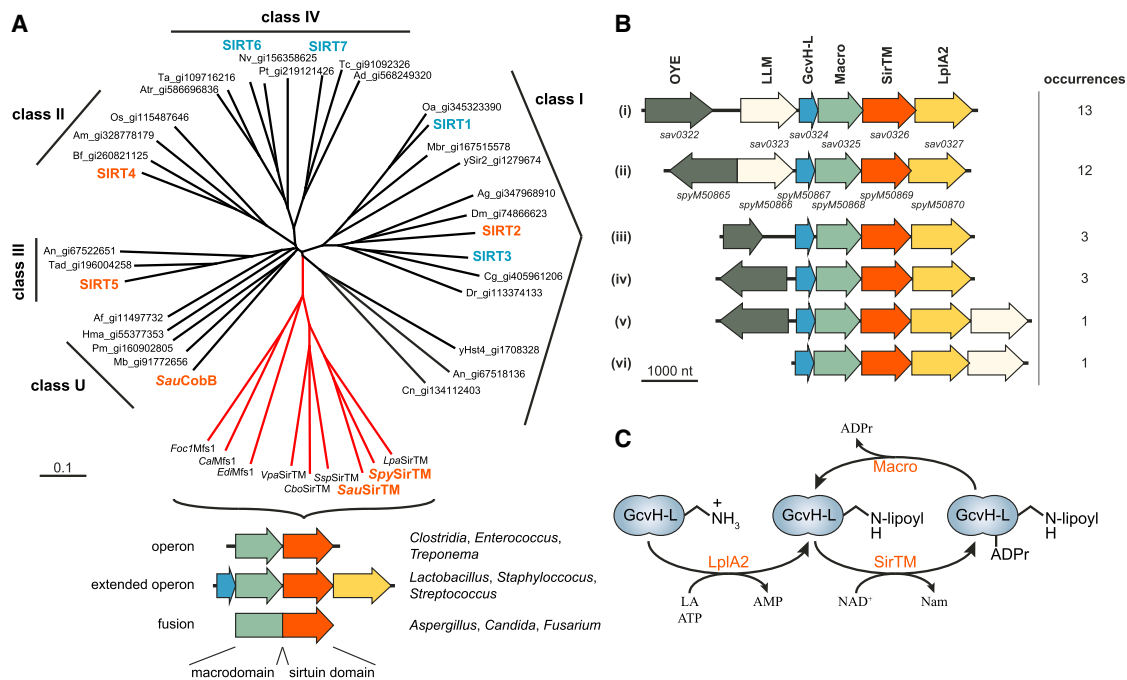 A
class IV
SIRT6
SIRT7
Nv_gi156358625
Pt_gi219121426
Tc_gi91092326
Ad_gi568249320
Ta_gi109716216
Atr_gi586696836
class II
Os_gi115487646
Am_gi328778179
Bf_gi260821125
SIRT4
class I
Oa_gi345323390
SIRT1
Mbr_gi167515578
ySir2_gi1279674
Ag_gi347968910
Dm_gi74866623
SIRT2
SIRT3
Cg_gi405961206
Dr_gi113374133
class III
An_gi67522651
Tad_gi196004258
SIRT5
Af_gi11497732
Hma_gi55377353
Pm_gi160902805
Mb_gi91772656
SauCobB
class U
yHst4_gi1708328
An_gi67518136
Cn_gi134112403
Foc1Mfs1
CalMfs1
EdiMfs1
VpaSirTM
CboSirTM
SspSirTM
SauSirTM
SpySirTM
LpaSirTM
0.1
operon
Clostridia, Enterococcus,
Treponema
extended operon
Lactobacillus, Staphyloccocus,
Streptococcus
fusion
Aspergillus, Candida, Fusarium
macrodomain
sirtuin domain
B
OYE
LLM
GcvH-L
Macro
SirTM
LplA2
occurrences
(i)
13
sav0322
sav0323
sav0324
sav0325
sav0326
sav0327
(ii)
12
spyM50865
spyM50866
spyM50867
spyM50868
spyM50869
spyM50870
(iii)
3
(iv)
3
(v)
1
(vi)
1
1000 nt
C
ADPr
Macro
GcvH-L
+
NH3
GcvH-L
N-lipoyl
H
GcvH-L
N-lipoyl
H
ADPr
LplA2
SirTM
LA
ATP
AMP
NAD+
Nam